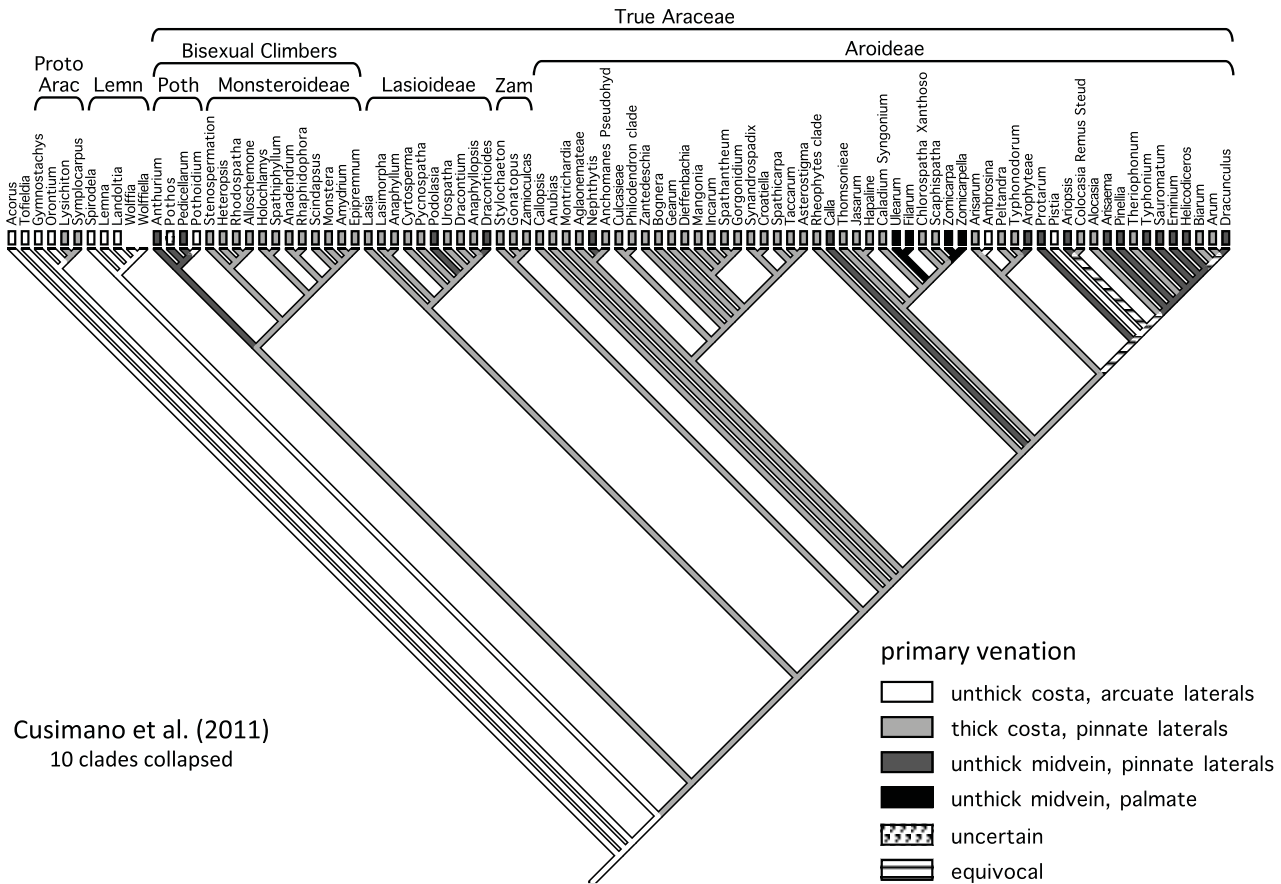 True Araceae
Bisexual Climbers
Aroideae
Proto
Arac
Lemn
Poth
Monsteroideae
Lasioideae
Zam
Acorus
Tofieldia
Gymnostachys
Orontium
Lysichiton
Symplocarpus
Spirodela
Lemna
Landoltia
Wolffia
Wolffiella
Anthurium
Pothos
Pedicellarum
Pothoidium
Stenospermation
Heteropsis
Rhodospatha
Alloschemone
Holochlamys
Spathiphyllum
Anadendrum
Rhaphidophora
Scindapsus
Monstera
Amydrium
Epipremnum
Lasia
Lasimorpha
Anaphyllum
Cyrtosperma
Pychnospatha
Podolasia
Urospatha
Dracontium
Anaphyllopsis
Dracontioides
Stylochaeton
Gonatopus
Zamioculcas
Callopsis
Anubias
Montrichardia
Aglaonemateae
Nephthytis
Anchomanes Pseudohyd
Culcasieae
Philodendron clade
Zantedeschia
Bognera
Gearum
Dieffenbachia
Mangonia
Incarum
Spathantheum
Gorgonidium
Synandrospadix
Croatiella
Spathicarpa
Taccarum
Asterostigma
Rheophytes clade
Calla
Thomsonieae
Jasarum
Hapaline
Caladium Syngonium
Ulearum
Filarum
Chlorospatha Xanthoso
Scaphispatha
Zomicarpa
Zomicarpella
Arisarum
Ambrosina
Peltandra
Typhonodorum
Arophyteae
Protarum
Pistia
Ariopsis
Colocasia Remus Steud
Alocasia
Arisaema
Pinellia
Theriophonum
Typhonium
Sauromatum
Eminium
Helicodiceros
Biarum
Arum
Dracunculus
primary venation
unthick costa, arcuate laterals
thick costa, pinnate laterals
unthick midvein, pinnate laterals
unthick midvein, palmate
uncertain
equivocal
Cusimano et al. (2011)
10 clades collapsed